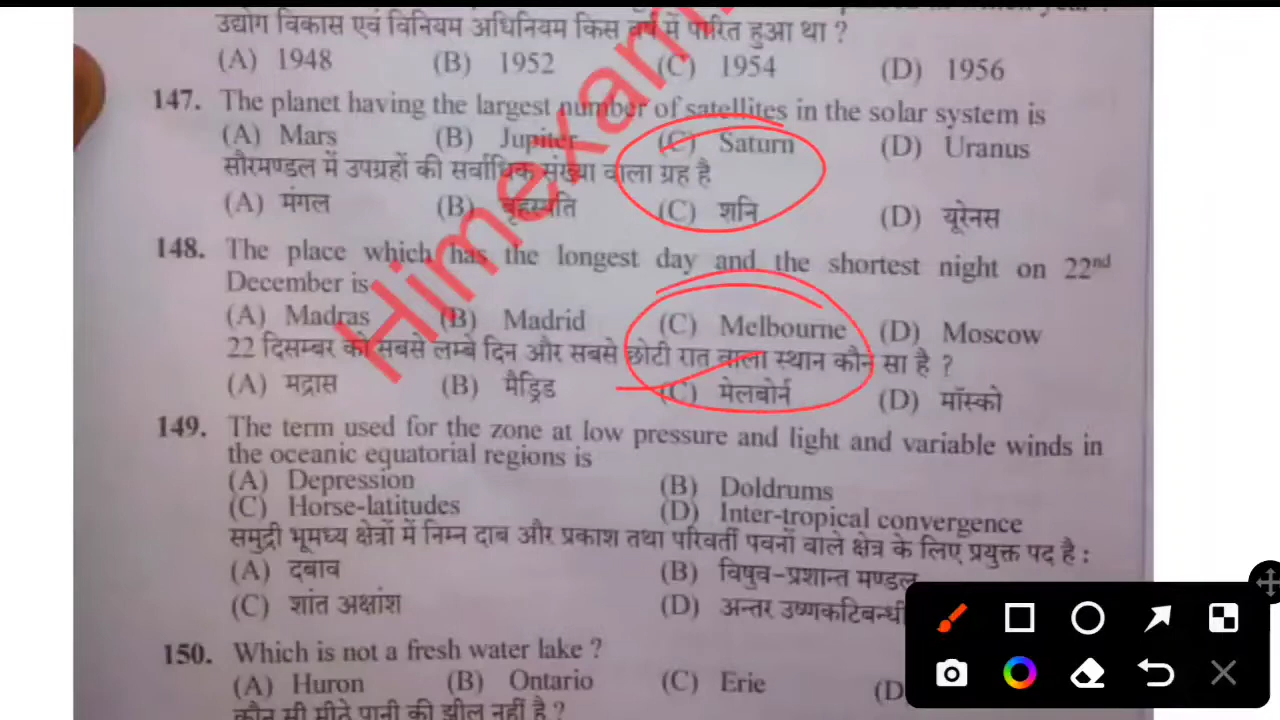 उद्योग विकास एवं विनियम अधिनियम किस वर्ष में पारित हुआ था ?
(A) 1948 (B) 1952 (C) 1954 (D) 1956
147. The planet having the largest number of satellites in the solar system is
(A) Mars (B) Jupiter (C) Saturn (D) Uranus
सौरमण्डल में उपग्रहों की सर्वाधिक संख्या वाला ग्रह है
(A) मंगल (B) बृहस्पति (C) शनि (D) यूरेनस
148. The place which has the longest day and the shortest night on 22nd
December is
(A) Madras (B) Madrid (C) Melbourne (D) Moscow
22 दिसम्बर को सबसे लम्बे दिन और सबसे छोटी रात वाला स्थान कौन सा है ?
(A) मद्रास (B) मैड्रिड (C) मेलबोर्न (D) मॉस्को
149. The term used for the zone at low pressure and light and variable winds in
the oceanic equatorial regions is
(A) Depression (B) Doldrums
(C) Horse-latitudes (D) Inter-tropical convergence
समुद्री भूमध्य क्षेत्रों में निम्न दाब और प्रकाश तथा परिवर्ती पवनों वाले क्षेत्र के लिए प्रयुक्त पद है :
(A) दबाव (B) विषुव-प्रशान्त मण्डल
(C) शांत अक्षांश (D) अन्तर उष्णकटिबन्धी
150. Which is not a fresh water lake ?
(A) Huron (B) Ontario (C) Erie (D
कौन सी मीठे पानी की झील नहीं है ?
Himexam